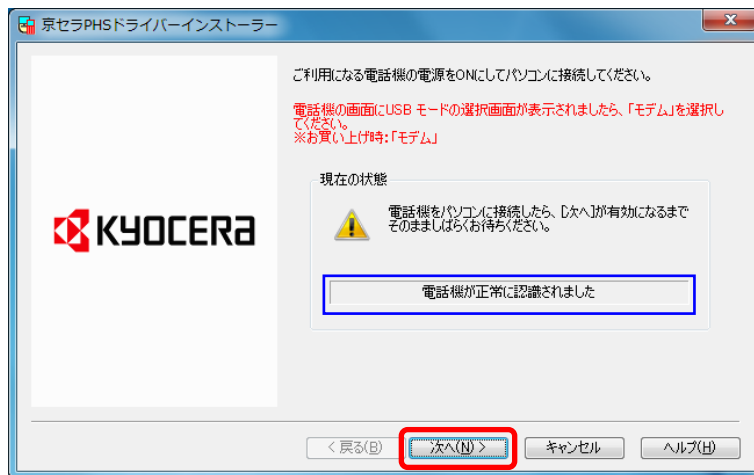 京セラPHSドライバーインストーラー
ご利用になる電話機の電源をONにしてパソコンに接続してください。
電話機の画面にUSB モードの選択画面が表示されましたら、「モデム」を選択し
てください。
※お買い上げ時:「モデム」
現在の状態
電話機をパソコンに接続したら、[次へ]が有効になるまで
そのまましばらくお待ちください。
KYOCERA
電話機が正常に認識されました
< 戻る(B)
次へ(N) >
キャンセル
ヘルプ(H)